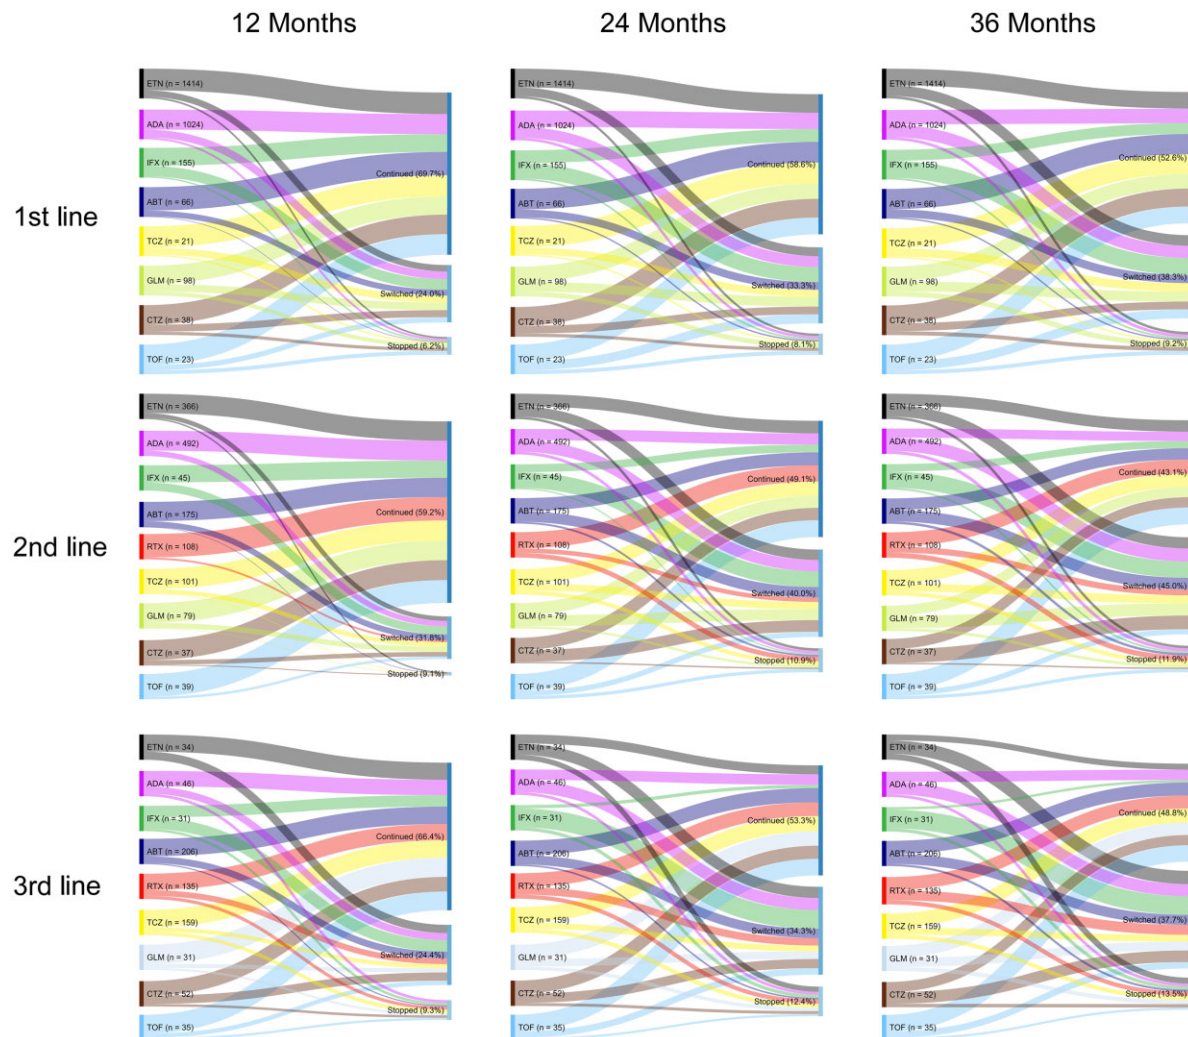 12 Months
24 Months
36 Months
1st line
ETN (n = 1414)
ADA (n = 1024)
IFX (n = 155)
ABT (n = 66)
TCZ (n = 21)
GLM (n = 98)
CTZ (n = 38)
TOF (n = 23)
Continued (69.7%)
Switched (24.0%)
Stopped (6.2%)
ETN (n = 1414)
ADA (n = 1024)
IFX (n = 155)
ABT (n = 66)
TCZ (n = 21)
GLM (n = 98)
CTZ (n = 38)
TOF (n = 23)
Continued (58.6%)
Switched (33.3%)
Stopped (8.1%)
ETN (n = 1414)
ADA (n = 1024)
IFX (n = 155)
ABT (n = 66)
TCZ (n = 21)
GLM (n = 98)
CTZ (n = 38)
TOF (n = 23)
Continued (52.6%)
Switched (38.3%)
Stopped (9.2%)
2nd line
ETN (n = 366)
ADA (n = 492)
IFX (n = 45)
ABT (n = 175)
RTX (n = 108)
TCZ (n = 101)
GLM (n = 79)
CTZ (n = 37)
TOF (n = 39)
Continued (59.2%)
Switched (31.8%)
Stopped (9.1%)
ETN (n = 366)
ADA (n = 492)
IFX (n = 45)
ABT (n = 175)
RTX (n = 108)
TCZ (n = 101)
GLM (n = 79)
CTZ (n = 37)
TOF (n = 39)
Continued (49.1%)
Switched (40.0%)
Stopped (10.9%)
ETN (n = 366)
ADA (n = 492)
IFX (n = 45)
ABT (n = 175)
RTX (n = 108)
TCZ (n = 101)
GLM (n = 79)
CTZ (n = 37)
TOF (n = 39)
Continued (43.1%)
Switched (45.0%)
Stopped (11.9%)
3rd line
ETN (n = 34)
ADA (n = 46)
IFX (n = 31)
ABT (n = 206)
RTX (n = 135)
TCZ (n = 159)
GLM (n = 31)
CTZ (n = 52)
TOF (n = 35)
Continued (66.4%)
Switched (24.4%)
Stopped (9.3%)
ETN (n = 34)
ADA (n = 46)
IFX (n = 31)
ABT (n = 206)
RTX (n = 135)
TCZ (n = 159)
GLM (n = 31)
CTZ (n = 52)
TOF (n = 35)
Continued (53.3%)
Switched (34.3%)
Stopped (12.4%)
ETN (n = 34)
ADA (n = 46)
IFX (n = 31)
ABT (n = 206)
RTX (n = 135)
TCZ (n = 159)
GLM (n = 31)
CTZ (n = 52)
TOF (n = 35)
Continued (48.8%)
Switched (37.7%)
Stopped (13.5%)